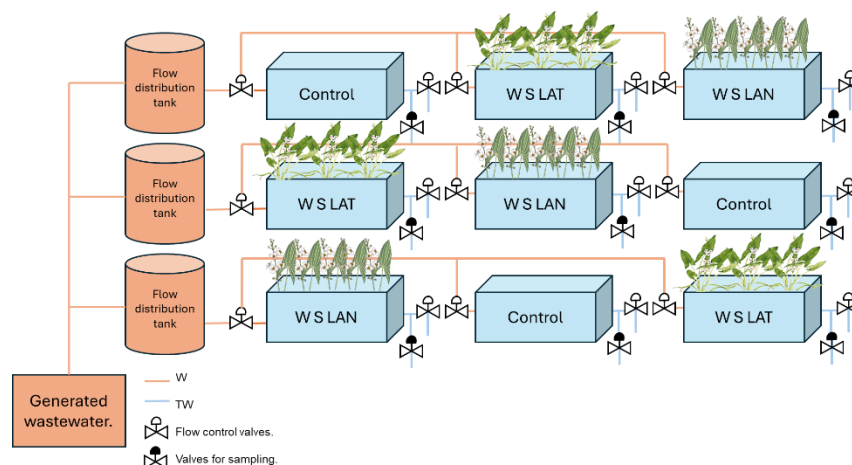 Flow
distribution
tank
Control
W S LAT
W S LAN
Flow
distribution
tank
W S LAT
W S LAN
Control
Flow
distribution
tank
W S LAN
Control
W S LAT
Generated
wastewater.
W
TW
Flow control valves.
Valves for sampling.